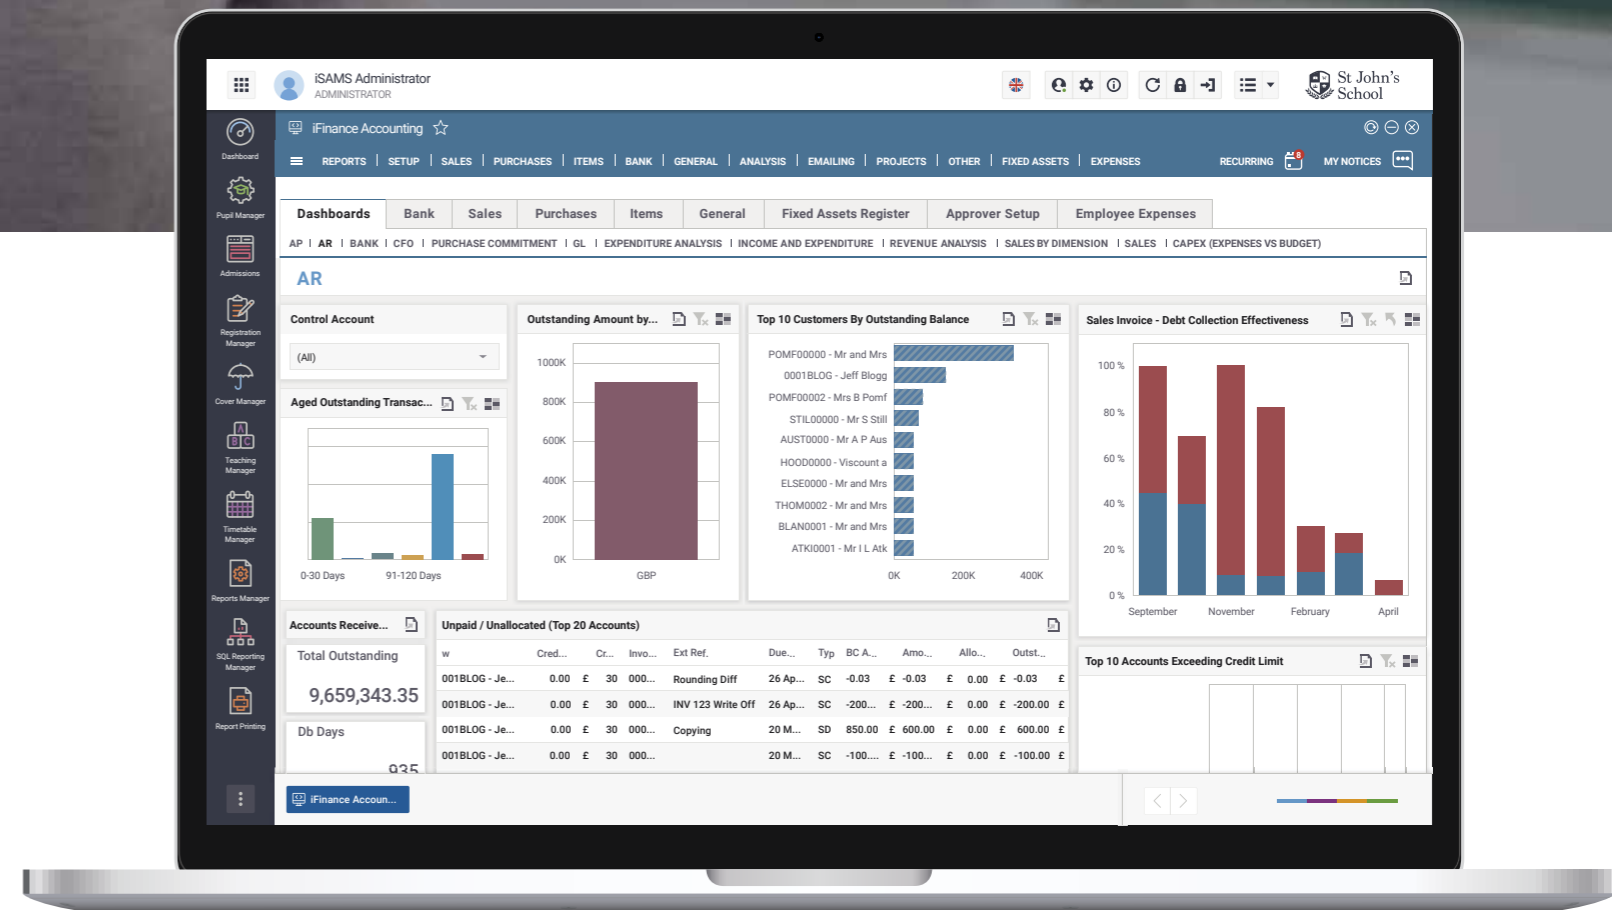 iSAMS Administrator
ADMINISTRATOR
St John's
School
Dashboard
Pupil Manager
Admissions
Registration
Manager
Cover Manager
A
B C
Teaching
Manager
Timetable
Manager
Reports Manager
SQL Reporting
Manager
Report Printing
iFinance Accounting
REPORTS SETUP SALES PURCHASES ITEMS BANK GENERAL ANALYSIS EMAILING PROJECTS OTHER FIXED ASSETS EXPENSES RECURRING 8 MY NOTICES
Dashboards Bank Sales Purchases Items General Fixed Assets Register Approver Setup Employee Expenses
AP AR BANK CFO PURCHASE COMMITMENT GL EXPENDITURE ANALYSIS INCOME AND EXPENDITURE REVENUE ANALYSIS SALES BY DIMENSION SALES CAPEX (EXPENSES VS BUDGET)
AR
Control Account
(All)
Aged Outstanding Transac...
0-30 Days 91-120 Days
Outstanding Amount by...
1000K
800K
600K
400K
200K
0K
GBP
Top 10 Customers By Outstanding Balance
POMF00000 - Mr and Mrs
0001BLOG - Jeff Blogg
POMF00002 - Mrs B Pomf
STIL00000 - Mr S Still
AUST0000 - Mr A P Aus
HOOD0000 - Viscount a
ELSE0000 - Mr and Mrs
THOM0002 - Mr and Mrs
BLAN0001 - Mr and Mrs
ATKI0001 - Mr I L Atk
0K 200K 400K
Sales Invoice - Debt Collection Effectiveness
100 %
80 %
60 %
40 %
20 %
0 %
September November February April
Accounts Receive...
Total Outstanding
9,659,343.35
Db Days
935
Unpaid / Unallocated (Top 20 Accounts)
w Cred... Cr... Invo... Ext Ref. Due... Typ BC A... Amo... Allo... Outst...
001BLOG - Je... 0.00 £ 30 000... Rounding Diff 26 Ap... SC -0.03 £ -0.03 £ 0.00 £ -0.03 £
001BLOG - Je... 0.00 £ 30 000... INV 123 Write Off 26 Ap... SC -200... £ -200... £ 0.00 £ -200.00 £
001BLOG - Je... 0.00 £ 30 000... Copying 20 M... SD 850.00 £ 600.00 £ 0.00 £ 600.00 £
001BLOG - Je... 0.00 £ 30 000... 20 M... SC -100.... £ -100... £ 0.00 £ -100.00 £
Top 10 Accounts Exceeding Credit Limit
iFinance Accoun...